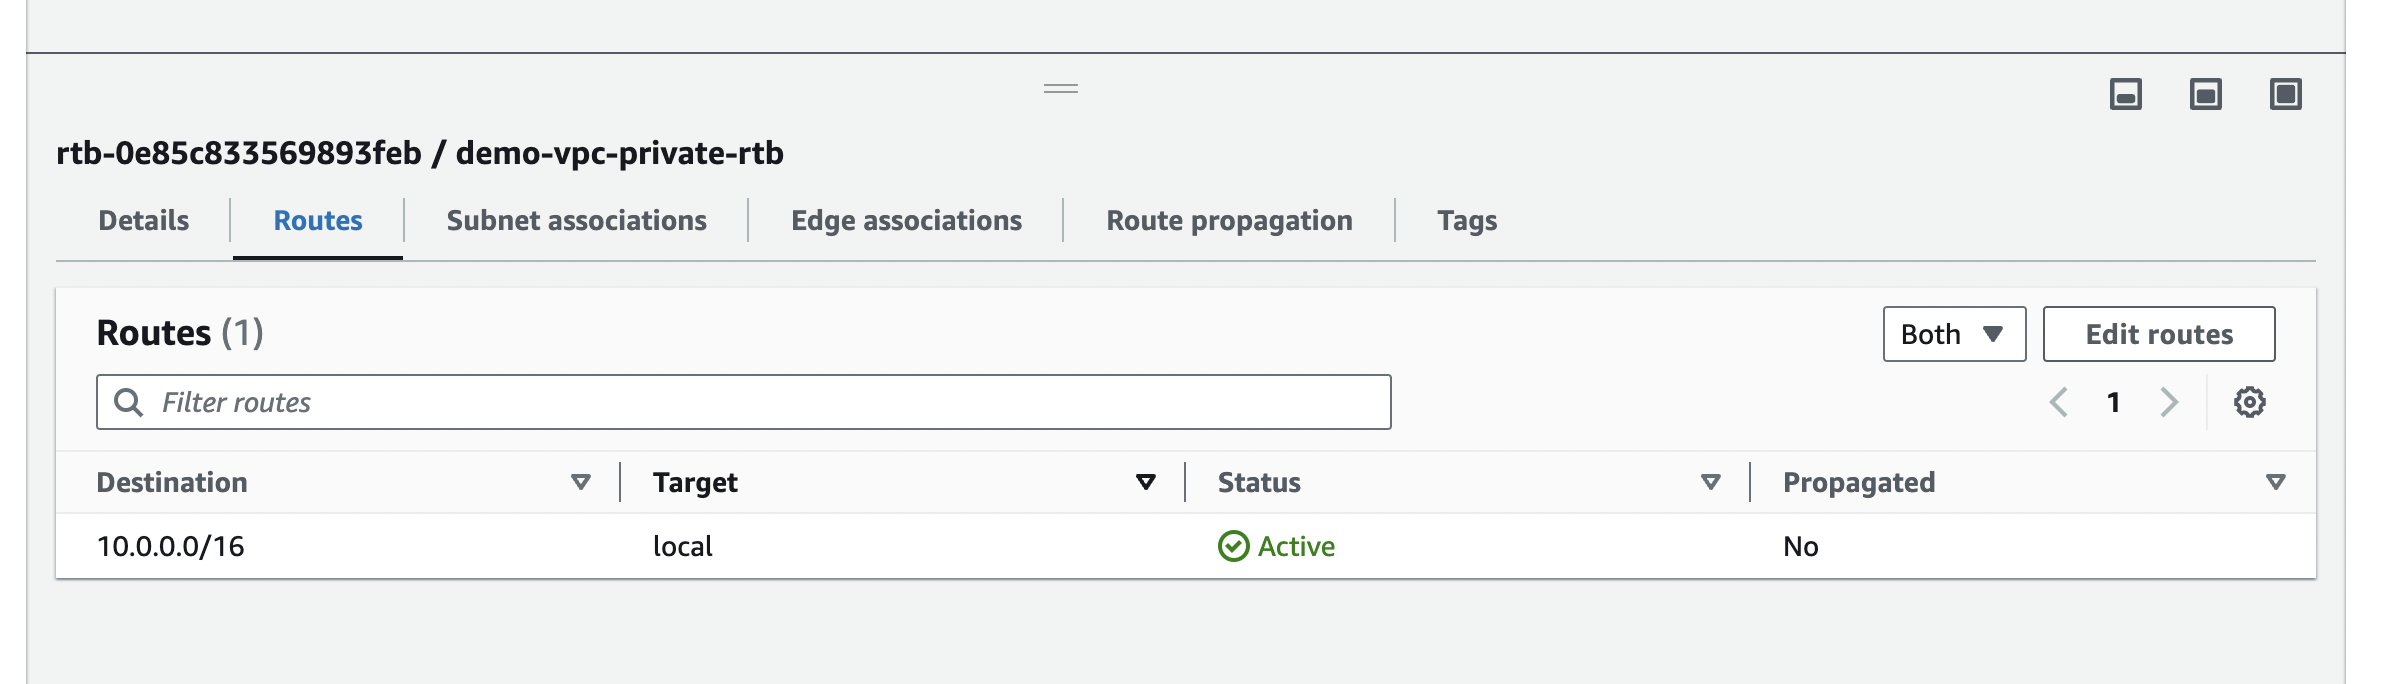 rtb-0e85c833569893feb / demo-vpc-private-rtb
Details Routes Subnet associations Edge associations Route propagation Tags
Routes (1) Both Edit routes
Filter routes 1
Destination Target Status Propagated
10.0.0.0/16 local Active No